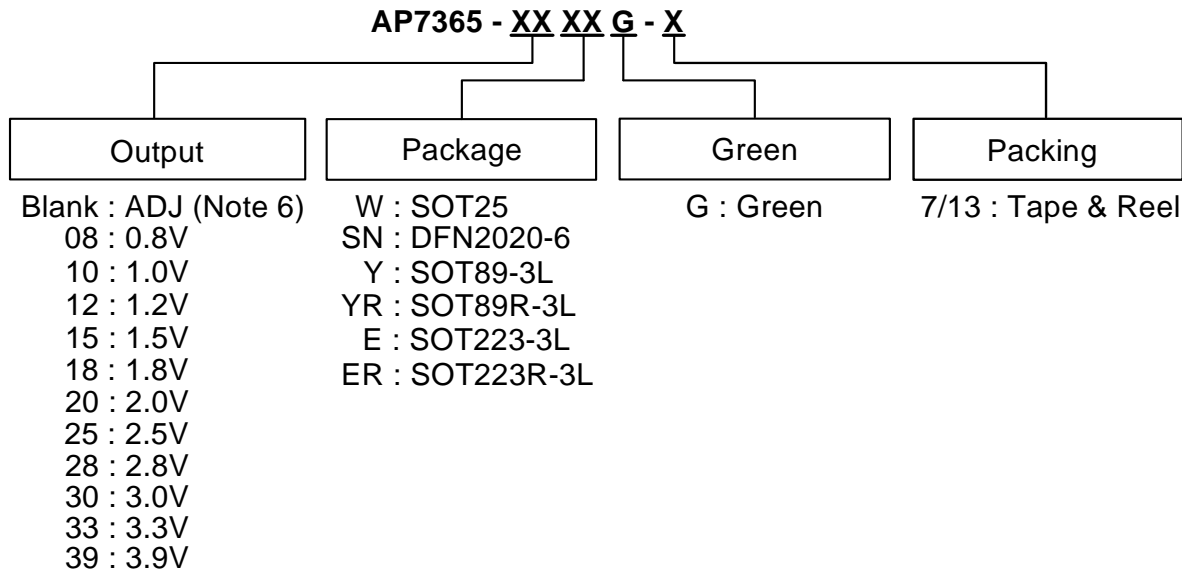 AP7365 - XX XX G - X
Output
Package
Green
Packing
Blank : ADJ (Note 6)
08 : 0.8V
10 : 1.0V
12 : 1.2V
15 : 1.5V
18 : 1.8V
20 : 2.0V
25 : 2.5V
28 : 2.8V
30 : 3.0V
33 : 3.3V
39 : 3.9V
W : SOT25
SN : DFN2020-6
Y : SOT89-3L
YR : SOT89R-3L
E : SOT223-3L
ER : SOT223R-3L
G : Green
7/13 : Tape & Reel